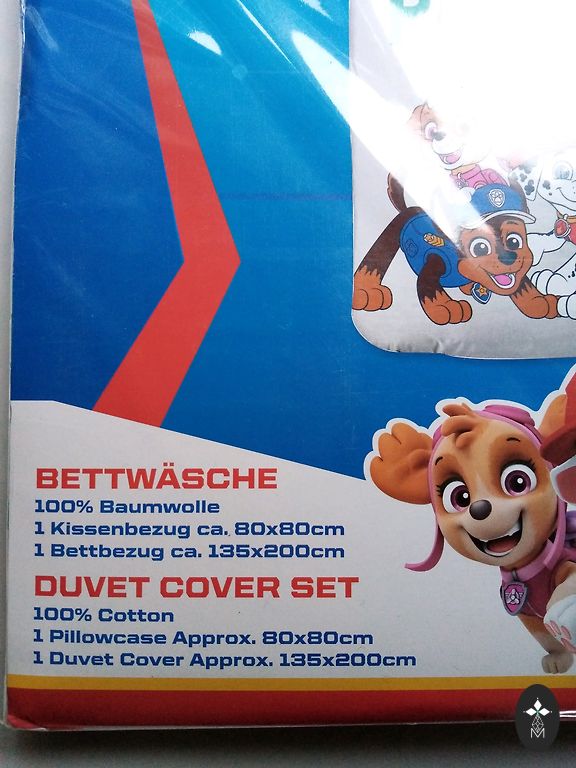 BETTWÄSCHE
100% Baumwolle
1 Kissenbezug ca. 80x80cm
1 Bettbezug ca. 135x200cm
DUVET COVER SET
100% Cotton
1 Pillowcase Approx. 80x80cm
1 Duvet Cover Approx. 135x200cm
M